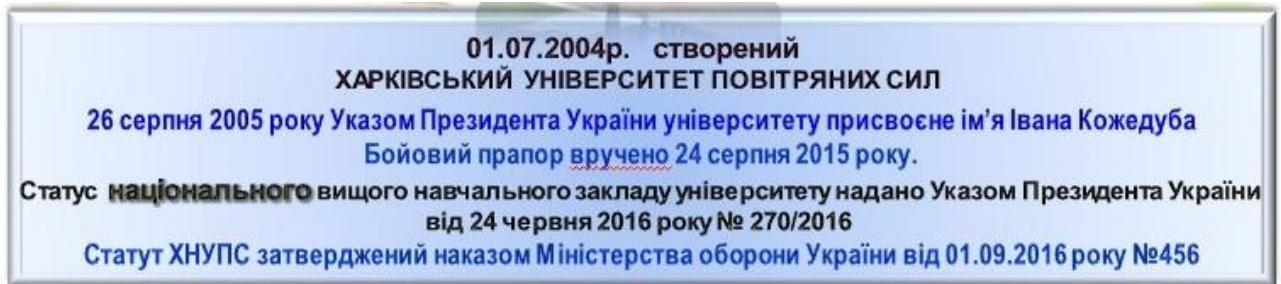 01.07.2004р. створений
ХАРКІВСЬКИЙ УНІВЕРСИТЕТ ПОВІТРЯНИХ СИЛ
26 серпня 2005 року Указом Президента України університету присвоєне ім’я Івана Кожедуба
Бойовий прапор вручено 24 серпня 2015 року.
Статус національного вищого навчального закладу університету надано Указом Президента України
від 24 червня 2016 року № 270/2016
Статут ХНУПС затверджений наказом Міністерства оборони України від 01.09.2016 року №456